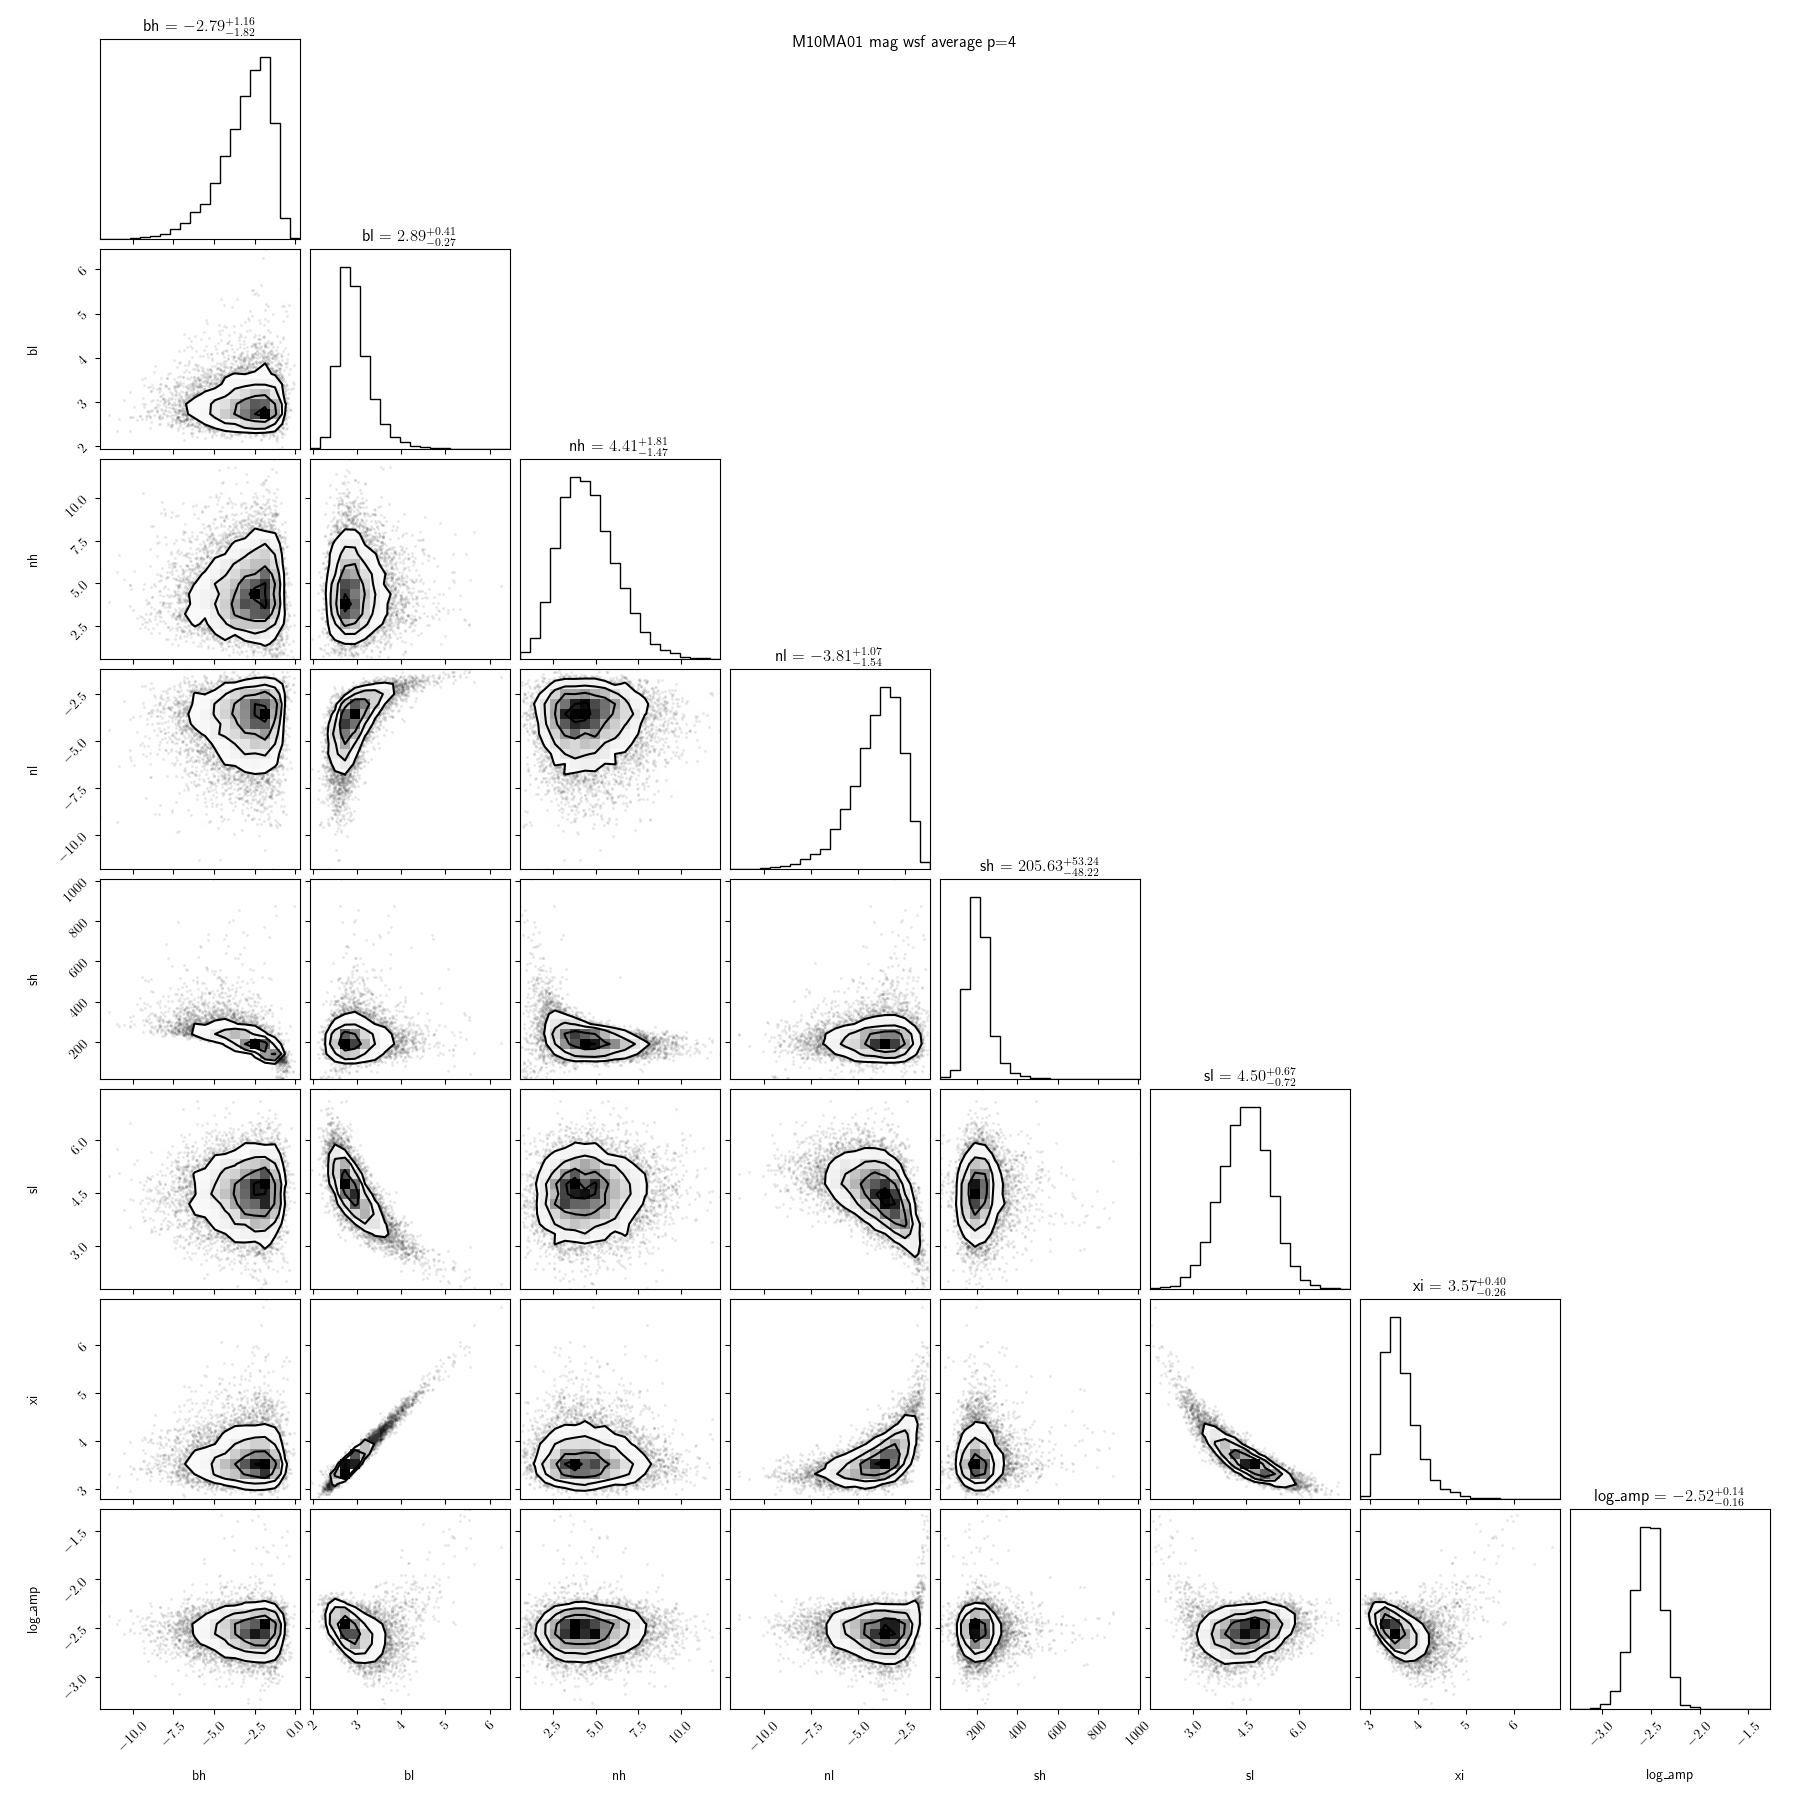 bh = −2.79 +1.16 −1.82
M10MA01 mag wsf average p=4
bl = 2.89 +0.41 −0.27
6
5
4
3
2
bl
nh = 4.41 +1.81 −1.47
10.0
7.5
5.0
2.5
nh
nl = −3.81 +1.07 −1.54
−2.5
−5.0
−7.5
−10.0
nl
sh = 205.63 +53.24 −48.22
1000
800
600
400
200
sh
sl = 4.50 +0.67 −0.72
6.0
4.5
3.0
sl
xi = 3.57 +0.40 −0.26
6
5
4
3
xi
log_amp = −2.52 +0.14 −0.16
−1.5
−2.0
−2.5
−3.0
log_amp
−10.0 −7.5 −5.0 −2.5 0.0 2 3 4 5 6 2.5 5.0 7.5 10.0 −10.0 −7.5 −5.0 −2.5 200 400 600 800 1000 3.0 4.5 6.0 3 4 5 6 −3.0 −2.5 −2.0 −1.5
bh bl nh nl sh sl xi log_amp